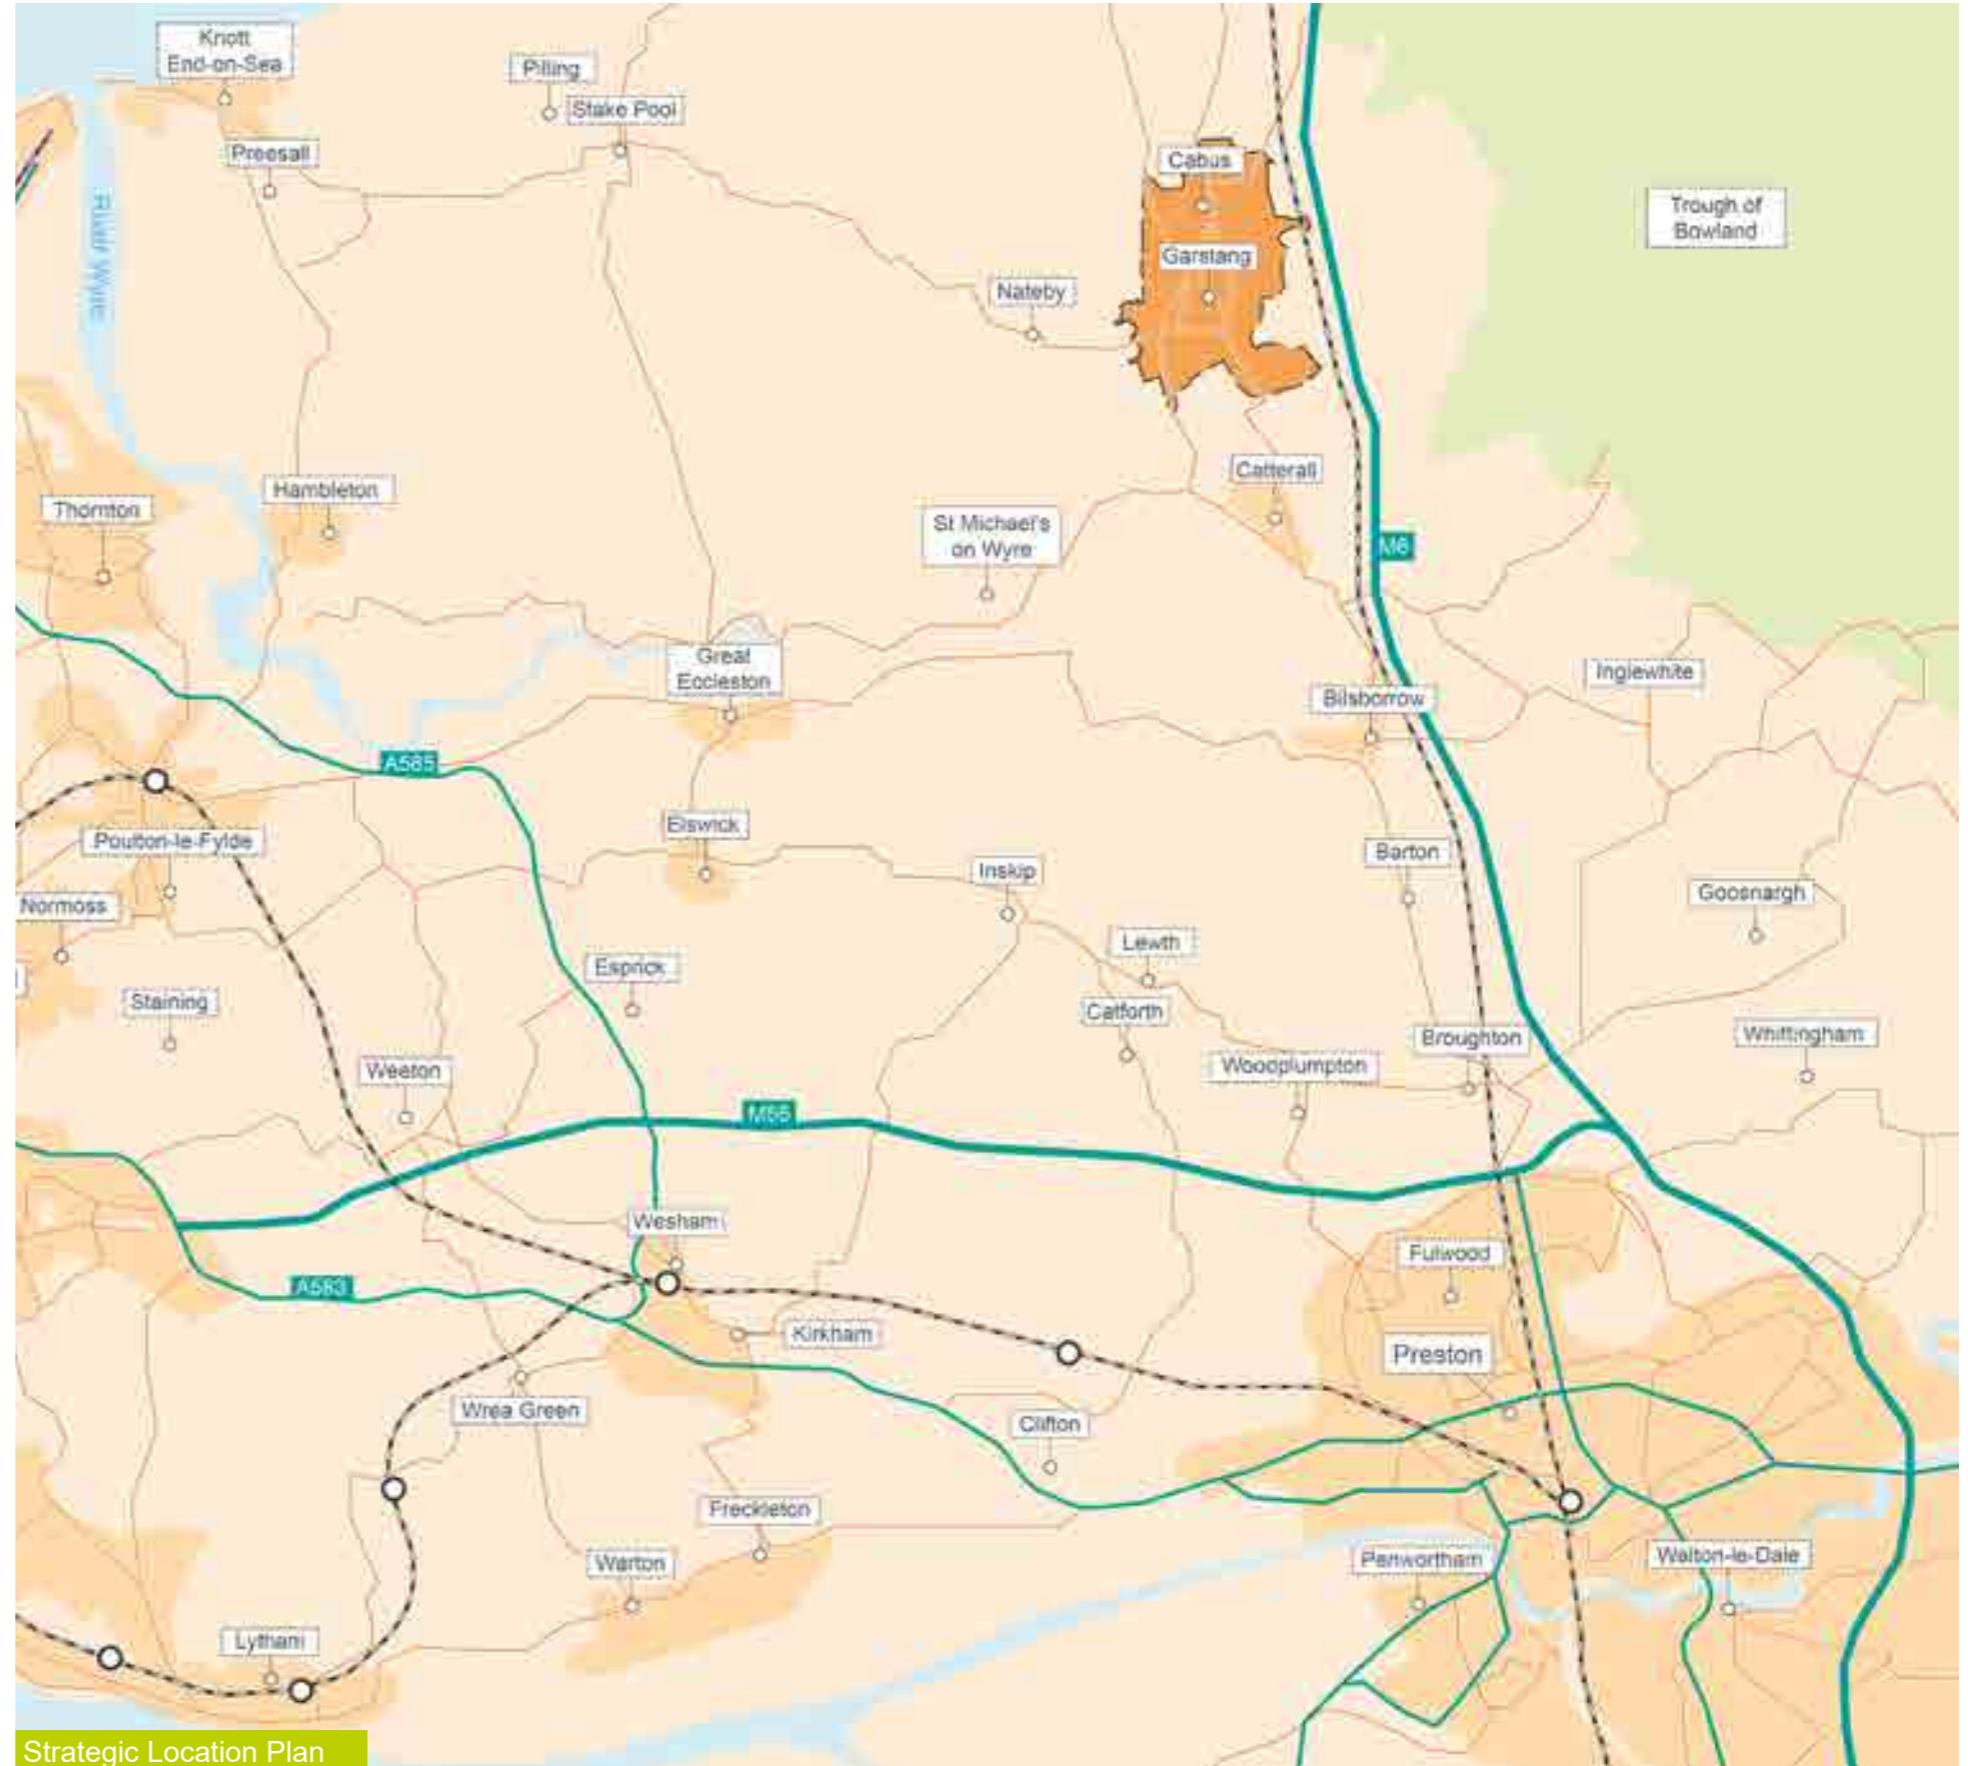 Knott
End-on-Sea
Pilling
Stake Pool
Preesall
Cabus
Trough of
Bowland
River Wyre
Garstang
Nateby
Catterall
Hambleton
Thornton
St Michael's
on Wyre
M6
Great
Eccleston
Inglewhite
Bilsborrow
A585
Elswick
Poulton-le-Fylde
Barton
Inskip
Goosnargh
Normoss
Lewth
Esprick
Staining
Catforth
Whittingham
Broughton
Weeton
Woodplumpton
M55
Wesham
Fulwood
A583
Kirkham
Preston
Wrea Green
Clifton
Freckleton
Warton
Penwortham
Walton-le-Dale
Lytham
Strategic Location Plan